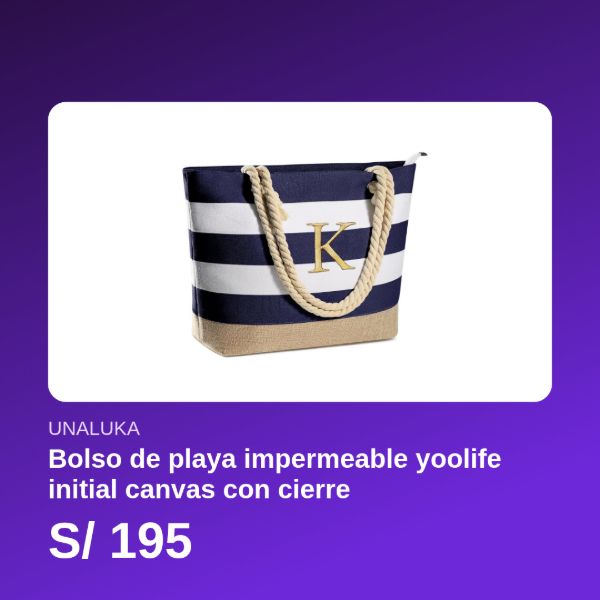 K
UNALUKA
Bolso de playa impermeable yoolife
initial canvas con cierre
S/ 195